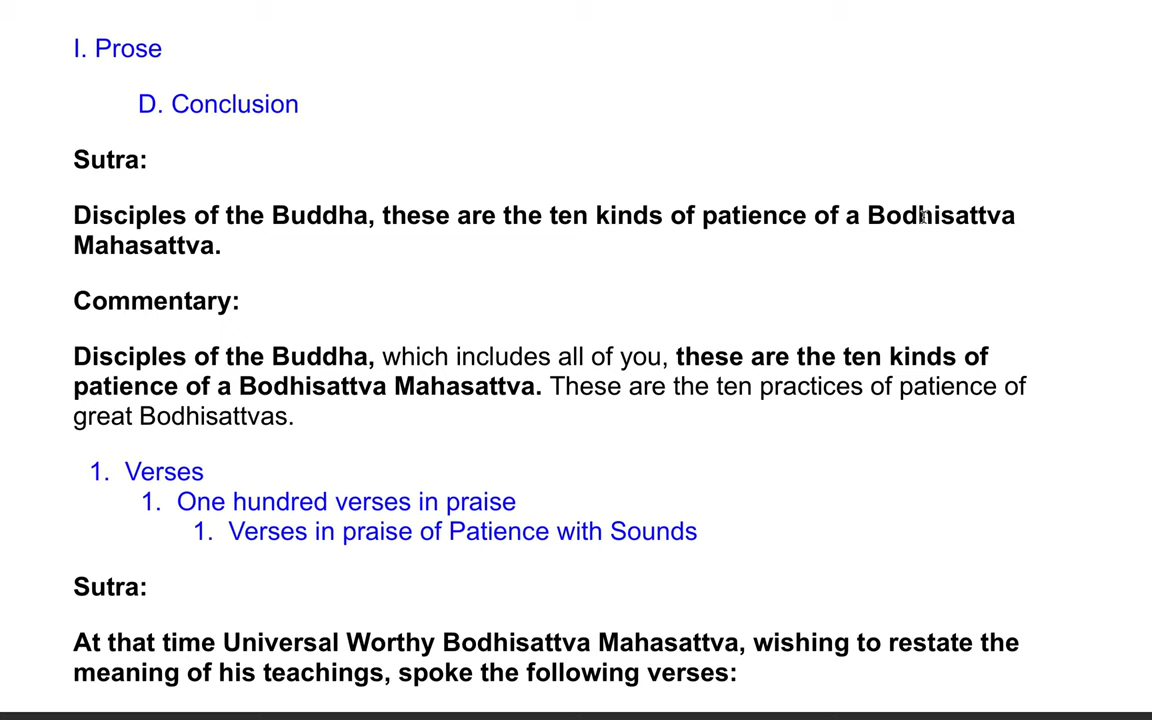 I. Prose
D. Conclusion
Sutra:
Disciples of the Buddha, these are the ten kinds of patience of a Bodhisattva
Mahasattva.
Commentary:
Disciples of the Buddha, which includes all of you, these are the ten kinds of
patience of a Bodhisattva Mahasattva. These are the ten practices of patience of
great Bodhisattvas.
1. Verses
1. One hundred verses in praise
1. Verses in praise of Patience with Sounds
Sutra:
At that time Universal Worthy Bodhisattva Mahasattva, wishing to restate the
meaning of his teachings, spoke the following verses: